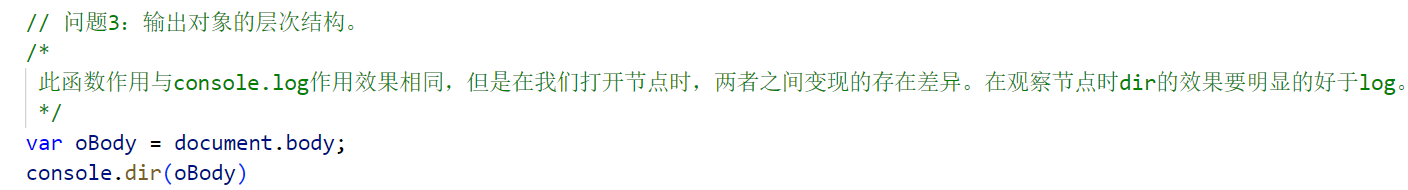 // 问题3：输出对象的层次结构。
/*
此函数作用与console.log作用效果相同，但是在我们打开节点时，两者之间变现的存在差异。在观察节点时dir的效果要明显的好于log。
*/
var oBody = document.body;
console.dir(oBody)